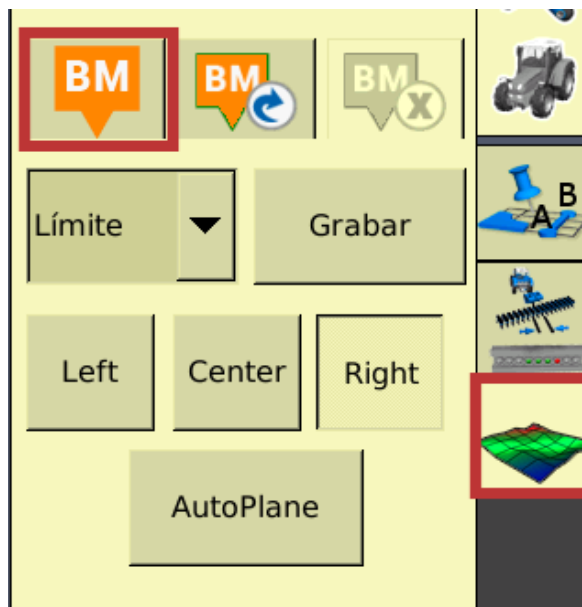 BM BM BM X
Límite Grabar
A B
Left Center Right
AutoPlane